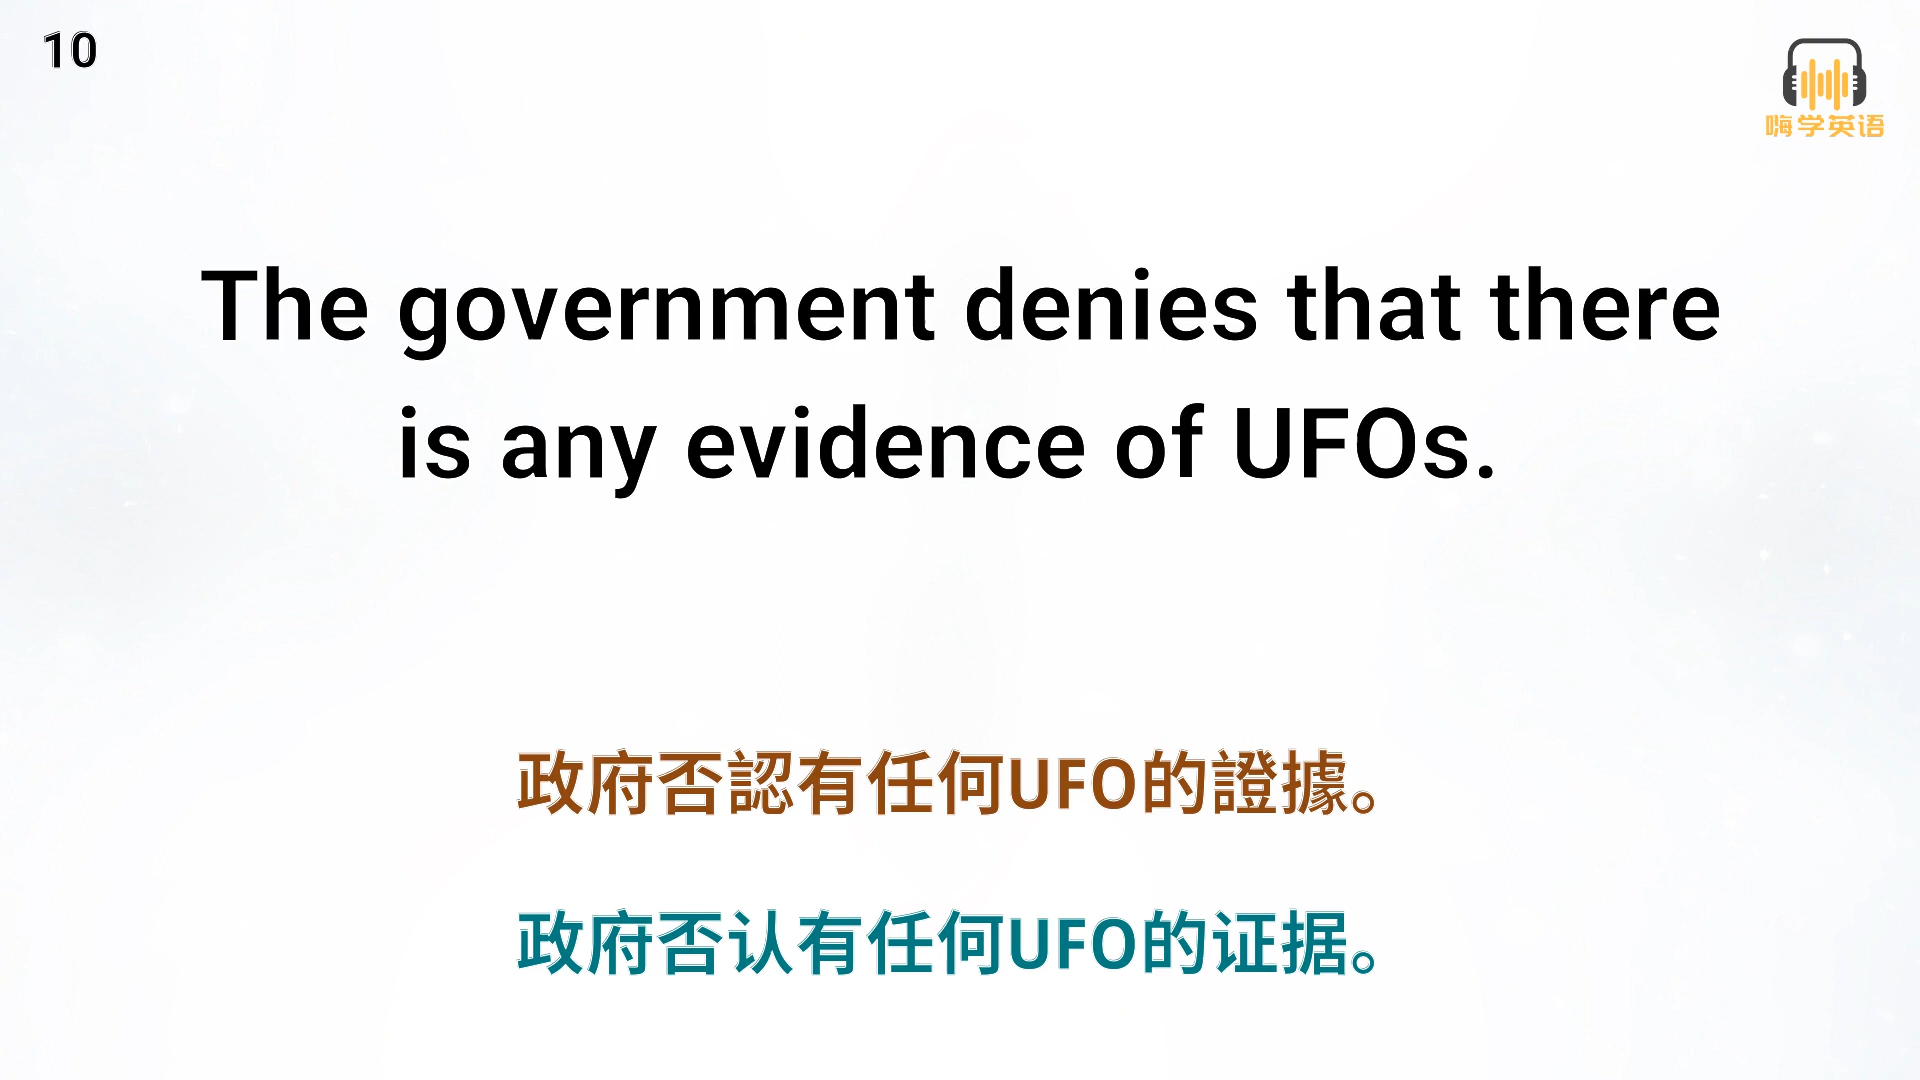 10
嗨学英语
The government denies that there
is any evidence of UFOs.
政府否認有任何UFO的證據。
政府否认有任何UFO的证据。